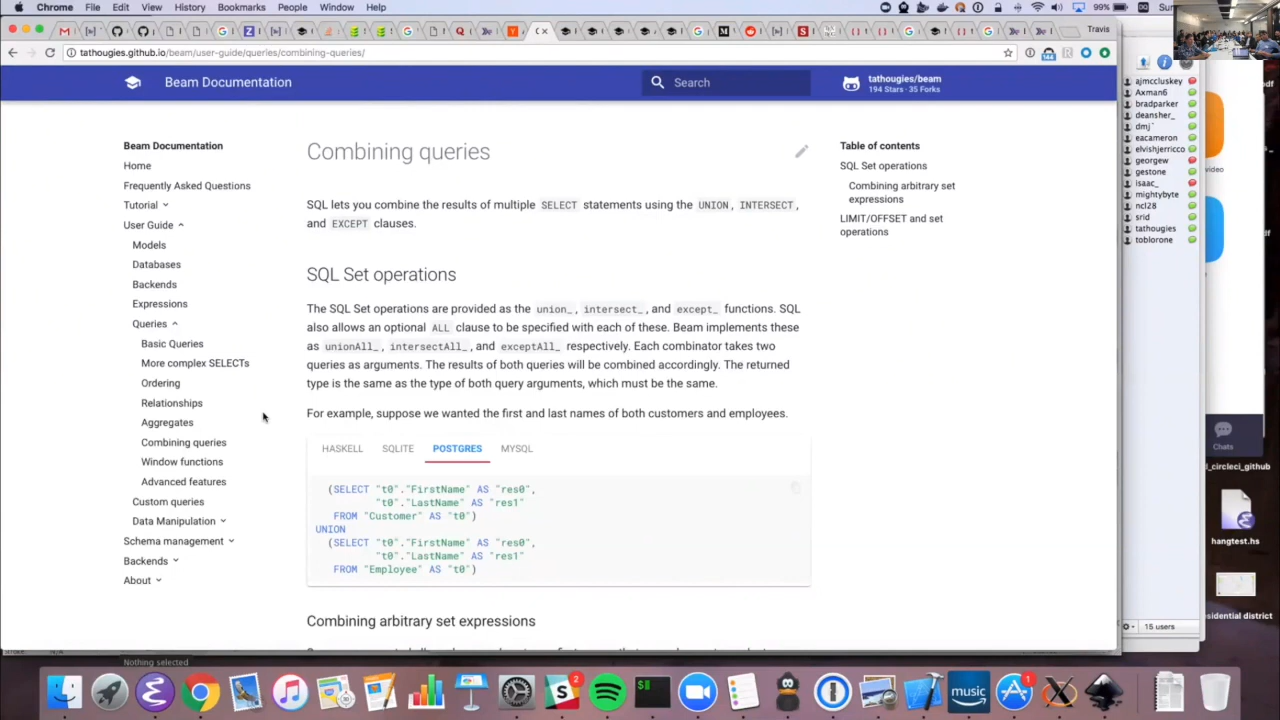 Chrome File Edit View History Bookmarks People Window Help
99%
Travis
tathougies.github.io/beam/user-guide/queries/combining-queries/
Beam Documentation
Search
tathougies/beam
194 Stars · 35 Forks
Beam Documentation
Home
Frequently Asked Questions
Tutorial
User Guide
Models
Databases
Backends
Expressions
Queries
Basic Queries
More complex SELECTs
Ordering
Relationships
Aggregates
Combining queries
Window functions
Advanced features
Custom queries
Data Manipulation
Schema management
Backends
About
Combining queries
SQL lets you combine the results of multiple SELECT statements using the UNION, INTERSECT,
and EXCEPT clauses.
SQL Set operations
The SQL Set operations are provided as the union_, intersect_, and except_ functions. SQL
also allows an optional ALL clause to be specified with each of these. Beam implements these
as unionAll_, intersectAll_, and exceptAll_ respectively. Each combinator takes two
queries as arguments. The results of both queries will be combined accordingly. The returned
type is the same as the type of both query arguments, which must be the same.
For example, suppose we wanted the first and last names of both customers and employees.
HASKELL SQLITE POSTGRES MYSQL
(SELECT "t0"."FirstName" AS "res0",
"t0"."LastName" AS "res1"
FROM "Customer" AS "t0")
UNION
(SELECT "t0"."FirstName" AS "res0",
"t0"."LastName" AS "res1"
FROM "Employee" AS "t0")
Combining arbitrary set expressions
Table of contents
SQL Set operations
Combining arbitrary set
expressions
LIMIT/OFFSET and set
operations
ajmccluskey
Axman6
bradparker
deansher_
dmj`
eacameron
elvishjerricco
georgew
gestone
isaac_
mightybyte
ncl28
srid
tathougies
toblorone
15 users
Chats
hangtest.hs
Nothing selected
music